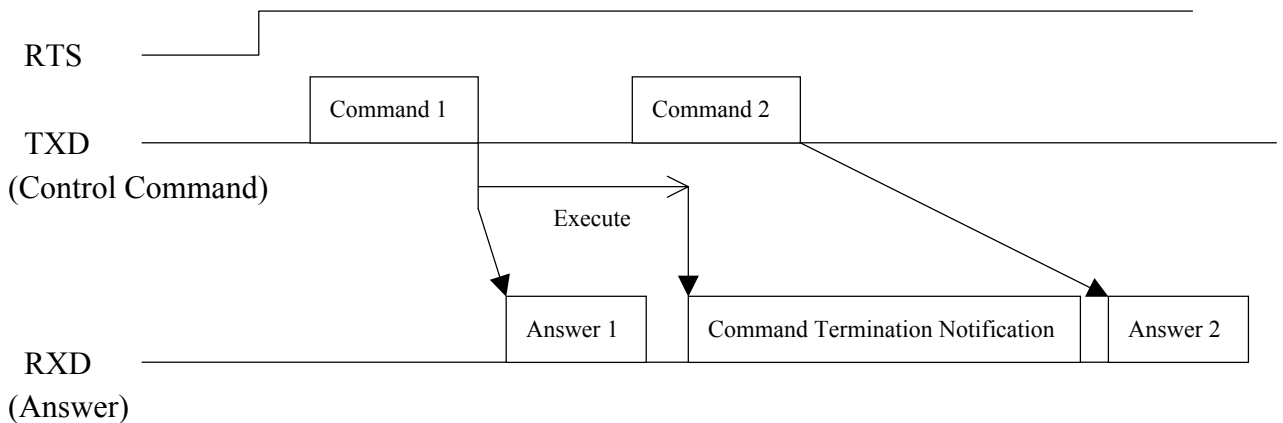 RTS
Command 1
Command 2
TXD
(Control Command)
Execute
Answer 1
Command Termination Notification
Answer 2
RXD
(Answer)